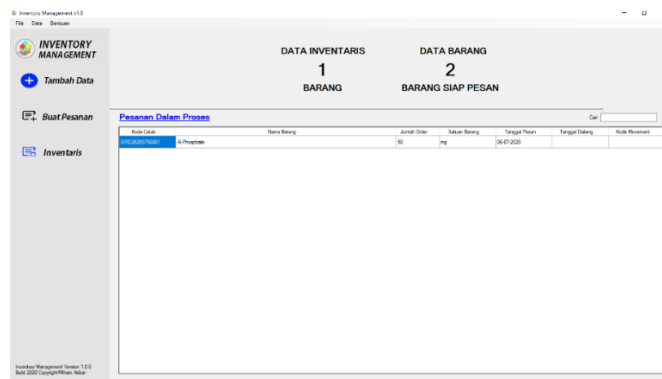 Inventory Management v1.0
File Data Bantuan
INVENTORY
MANAGEMENT
Tambah Data
Buat Pesanan
Inventaris
DATA INVENTARIS
1
BARANG
DATA BARANG
2
BARANG SIAP PESAN
Pesanan Dalam Proses
Cari
Kode Cetak Nama Barang Jumlah Order Satuan Barang Tanggal Pesan Tanggal Datang Kode Movement
Al-Phosphate 50 mg 06-07-2020
Inventory Management Version 1.0.0
Build 2020 Copyright Akbar